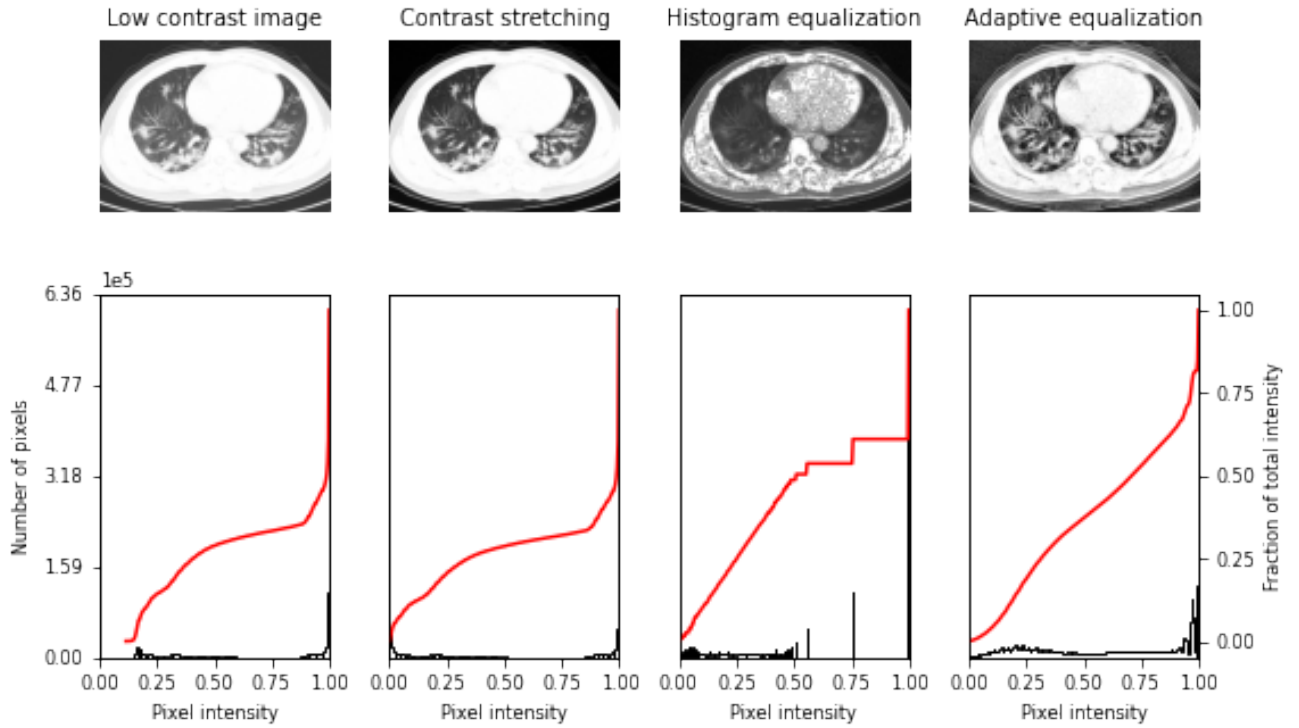 Low contrast image
Contrast stretching
Histogram equalization
Adaptive equalization
1e5
6.36
4.77
3.18
1.59
0.00
Number of pixels
0.00 0.25 0.50 0.75 1.00
Pixel intensity
0.00 0.25 0.50 0.75 1.00
Pixel intensity
0.00 0.25 0.50 0.75 1.00
Pixel intensity
0.00 0.25 0.50 0.75 1.00
Pixel intensity
1.00
0.75
0.50
0.25
0.00
Fraction of total intensity